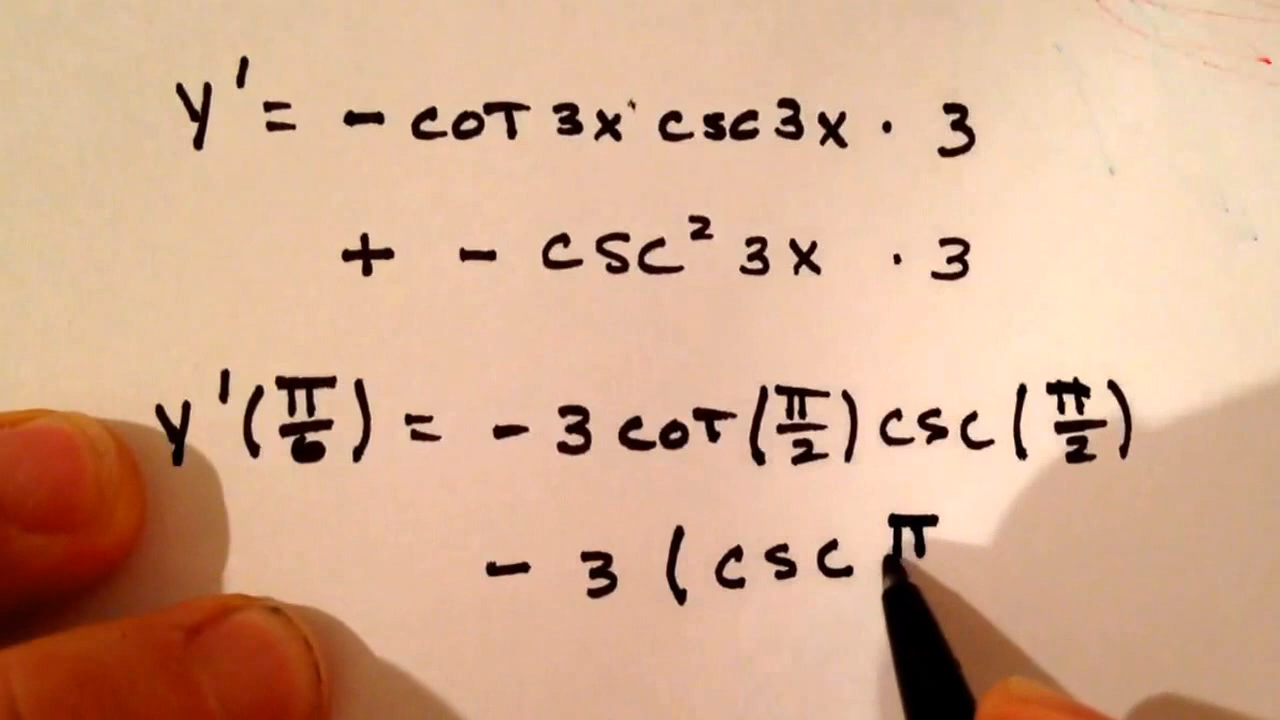 y' = - cot 3x csc 3x · 3
+ - csc² 3x · 3
y'(π/6) = - 3 cot(π/2) csc(π/2)
- 3 ( csc π